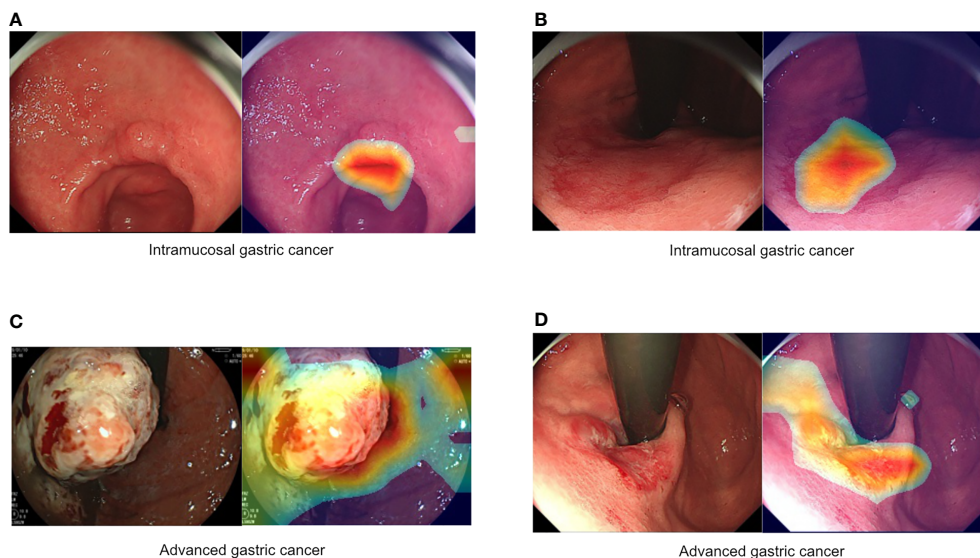 A
B
Intramucosal gastric cancer
Intramucosal gastric cancer
C
D
Advanced gastric cancer
Advanced gastric cancer